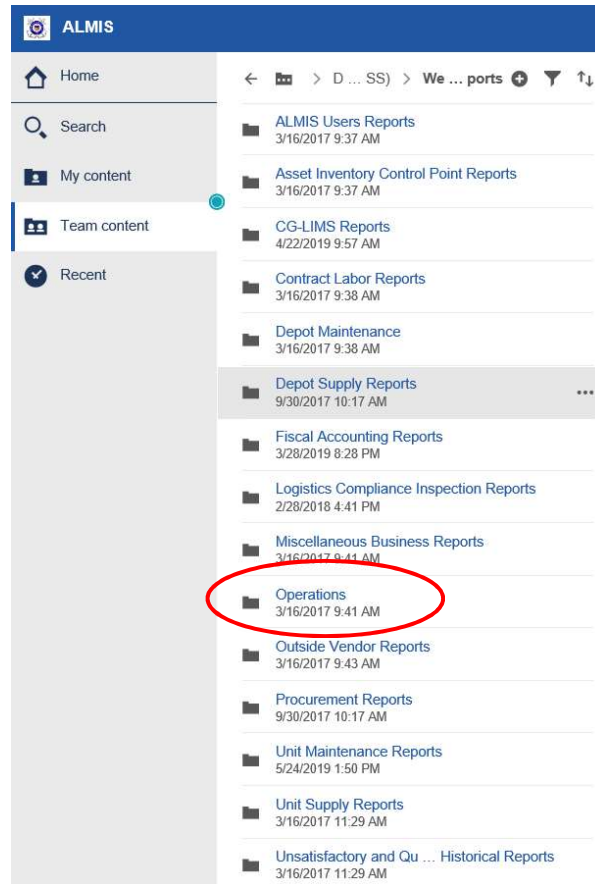 ALMIS
Home
Search
My content
Team content
Recent
D ... SS) > We ... ports
ALMIS Users Reports
3/16/2017 9:37 AM
Asset Inventory Control Point Reports
3/16/2017 9:37 AM
CG-LIMS Reports
4/22/2019 9:57 AM
Contract Labor Reports
3/16/2017 9:38 AM
Depot Maintenance
3/16/2017 9:38 AM
Depot Supply Reports
9/30/2017 10:17 AM
Fiscal Accounting Reports
3/28/2019 8:28 PM
Logistics Compliance Inspection Reports
2/28/2018 4:41 PM
Miscellaneous Business Reports
3/16/2017 9:41 AM
Operations
3/16/2017 9:41 AM
Outside Vendor Reports
3/16/2017 9:43 AM
Procurement Reports
9/30/2017 10:17 AM
Unit Maintenance Reports
5/24/2019 1:50 PM
Unit Supply Reports
3/16/2017 11:29 AM
Unsatisfactory and Qu ... Historical Reports
3/16/2017 11:29 AM